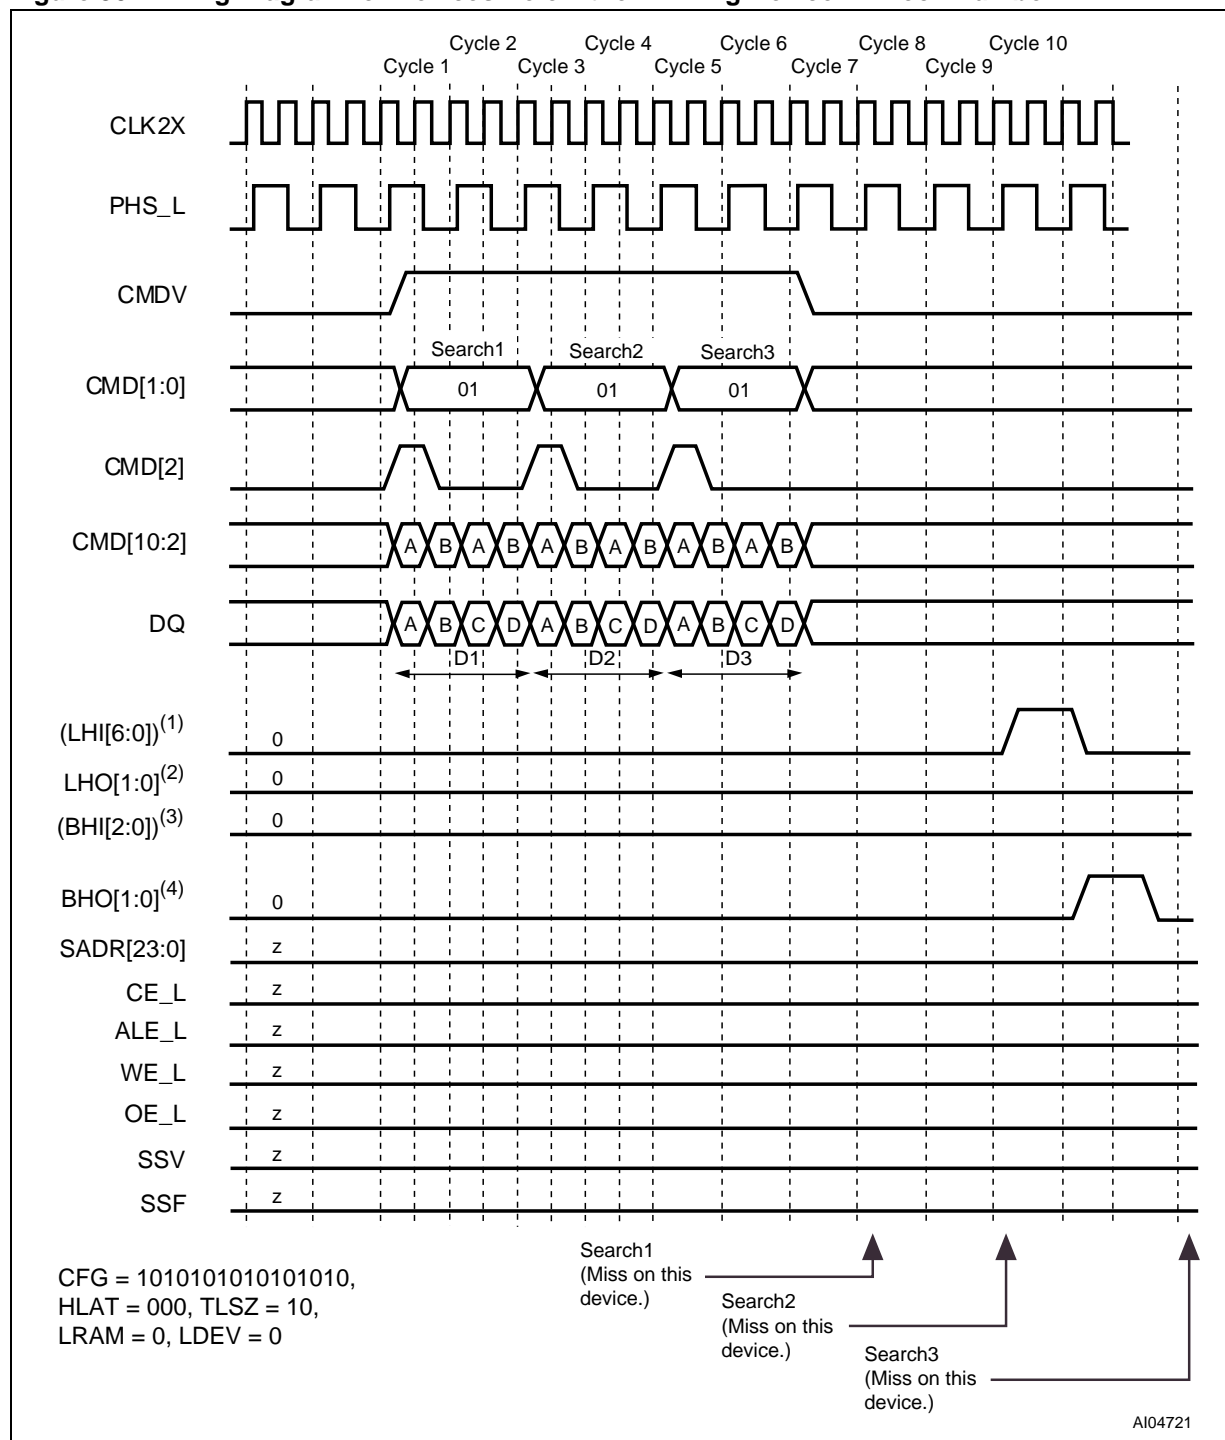 Cycle 2 Cycle 4 Cycle 6 Cycle 8 Cycle 10
Cycle 1 Cycle 3 Cycle 5 Cycle 7 Cycle 9
CLK2X
PHS_L
CMDV
Search1 Search2 Search3
CMD[1:0] 01 01 01
CMD[2]
CMD[10:2] A B A B A B A B A B A B
DQ A B C D A B C D A B C D
D1 D2 D3
(LHI[6:0])(1) 0
LHO[1:0](2) 0
(BHI[2:0])(3) 0
BHO[1:0](4) 0
SADR[23:0] z
CE_L z
ALE_L z
WE_L z
OE_L z
SSV z
SSF z
CFG = 1010101010101010,
HLAT = 000, TLSZ = 10,
LRAM = 0, LDEV = 0
Search1
(Miss on this
device.)
Search2
(Miss on this
device.)
Search3
(Miss on this
device.)
AI04721